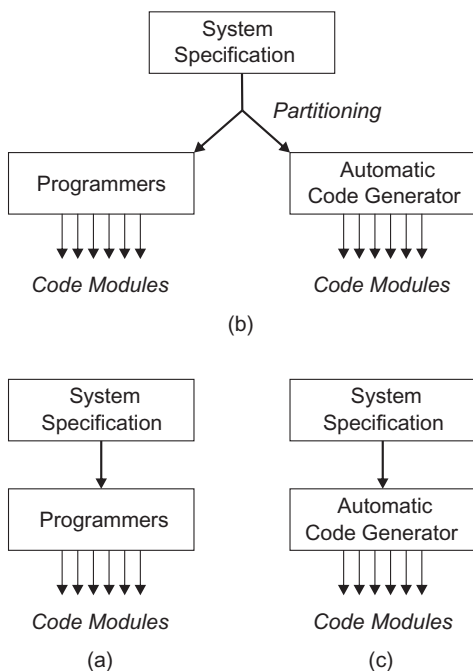 System
Specification
Partitioning
Programmers
Automatic
Code Generator
Code Modules
Code Modules
(b)
System
Specification
System
Specification
Programmers
Automatic
Code Generator
Code Modules
Code Modules
(a)
(c)